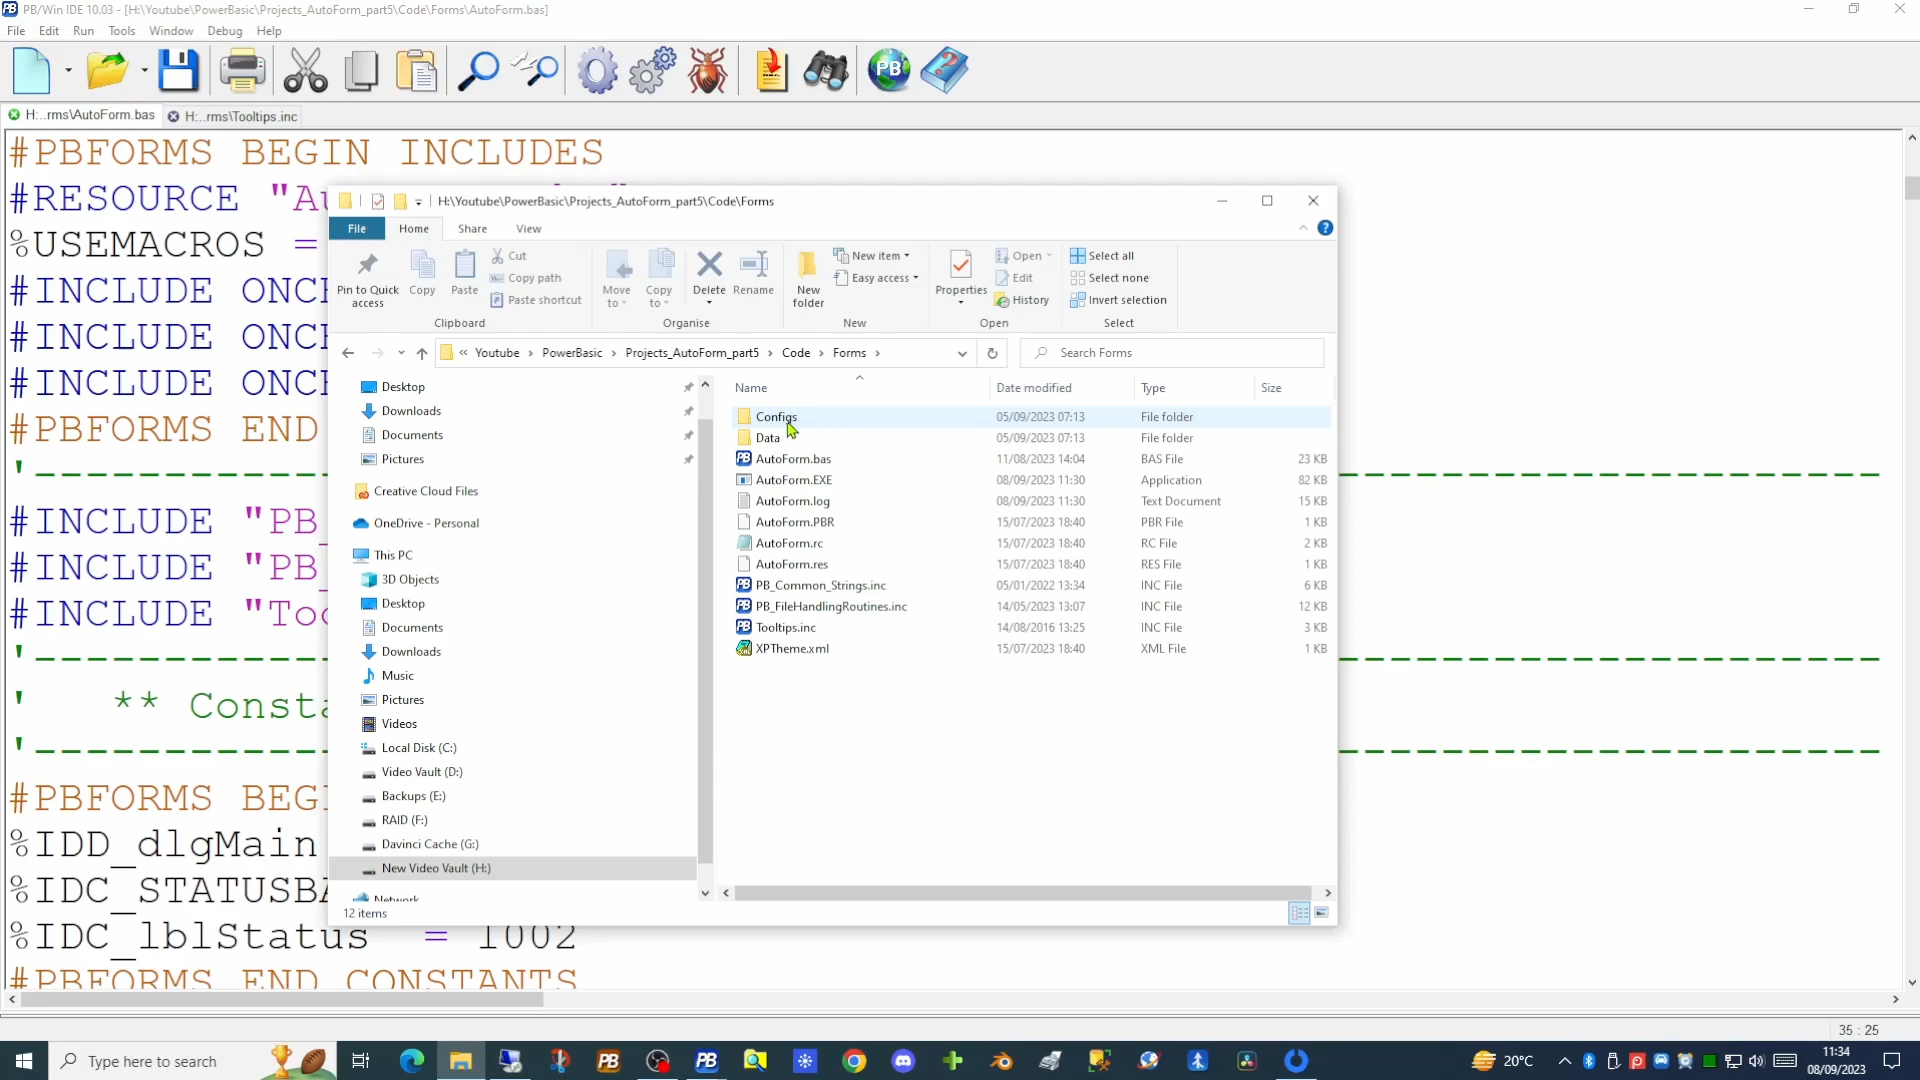 PB/Win IDE 10.03 - [H:\Youtube\PowerBasic\Projects_AutoForm_part5\Code\Forms\AutoForm.bas]
File Edit Run Tools Window Debug Help
H:..rms\AutoForm.bas H:..rms\Tooltips.inc
#PBFORMS BEGIN INCLUDES
#RESOURCE "Au
%USEMACROS =
#INCLUDE ONCE
#INCLUDE ONCE
#INCLUDE ONCE
#PBFORMS END
'--------------------
#INCLUDE "PB_
#INCLUDE "PB_
#INCLUDE "Too
'--------------------
' ** Consta
'--------------------
#PBFORMS BEGI
%IDD_dlgMain
%IDC_STATUSBA
%IDC_lblStatus = 1002
#PBFORMS END CONSTANTS
H:\Youtube\PowerBasic\Projects_AutoForm_part5\Code\Forms
File Home Share View
Pin to Quick access
Copy
Paste
Cut
Copy path
Paste shortcut
Clipboard
Move to
Copy to
Delete
Rename
Organise
New folder
New item
Easy access
New
Properties
Open
Edit
History
Open
Select all
Select none
Invert selection
Select
« Youtube > PowerBasic > Projects_AutoForm_part5 > Code > Forms >
Search Forms
Desktop
Downloads
Documents
Pictures
Creative Cloud Files
OneDrive - Personal
This PC
3D Objects
Desktop
Documents
Downloads
Music
Pictures
Videos
Local Disk (C:)
Video Vault (D:)
Backups (E:)
RAID (F:)
Davinci Cache (G:)
New Video Vault (H:)
Network
Name Date modified Type Size
Configs 05/09/2023 07:13 File folder
Data 05/09/2023 07:13 File folder
AutoForm.bas 11/08/2023 14:04 BAS File 23 KB
AutoForm.EXE 08/09/2023 11:30 Application 82 KB
AutoForm.log 08/09/2023 11:30 Text Document 15 KB
AutoForm.PBR 15/07/2023 18:40 PBR File 1 KB
AutoForm.rc 15/07/2023 18:40 RC File 2 KB
AutoForm.res 15/07/2023 18:40 RES File 1 KB
PB_Common_Strings.inc 05/01/2022 13:34 INC File 6 KB
PB_FileHandlingRoutines.inc 14/05/2023 13:07 INC File 12 KB
Tooltips.inc 14/08/2016 13:25 INC File 3 KB
XPTheme.xml 15/07/2023 18:40 XML File 1 KB
12 items
35 : 25
Type here to search
20°C
11:34
08/09/2023